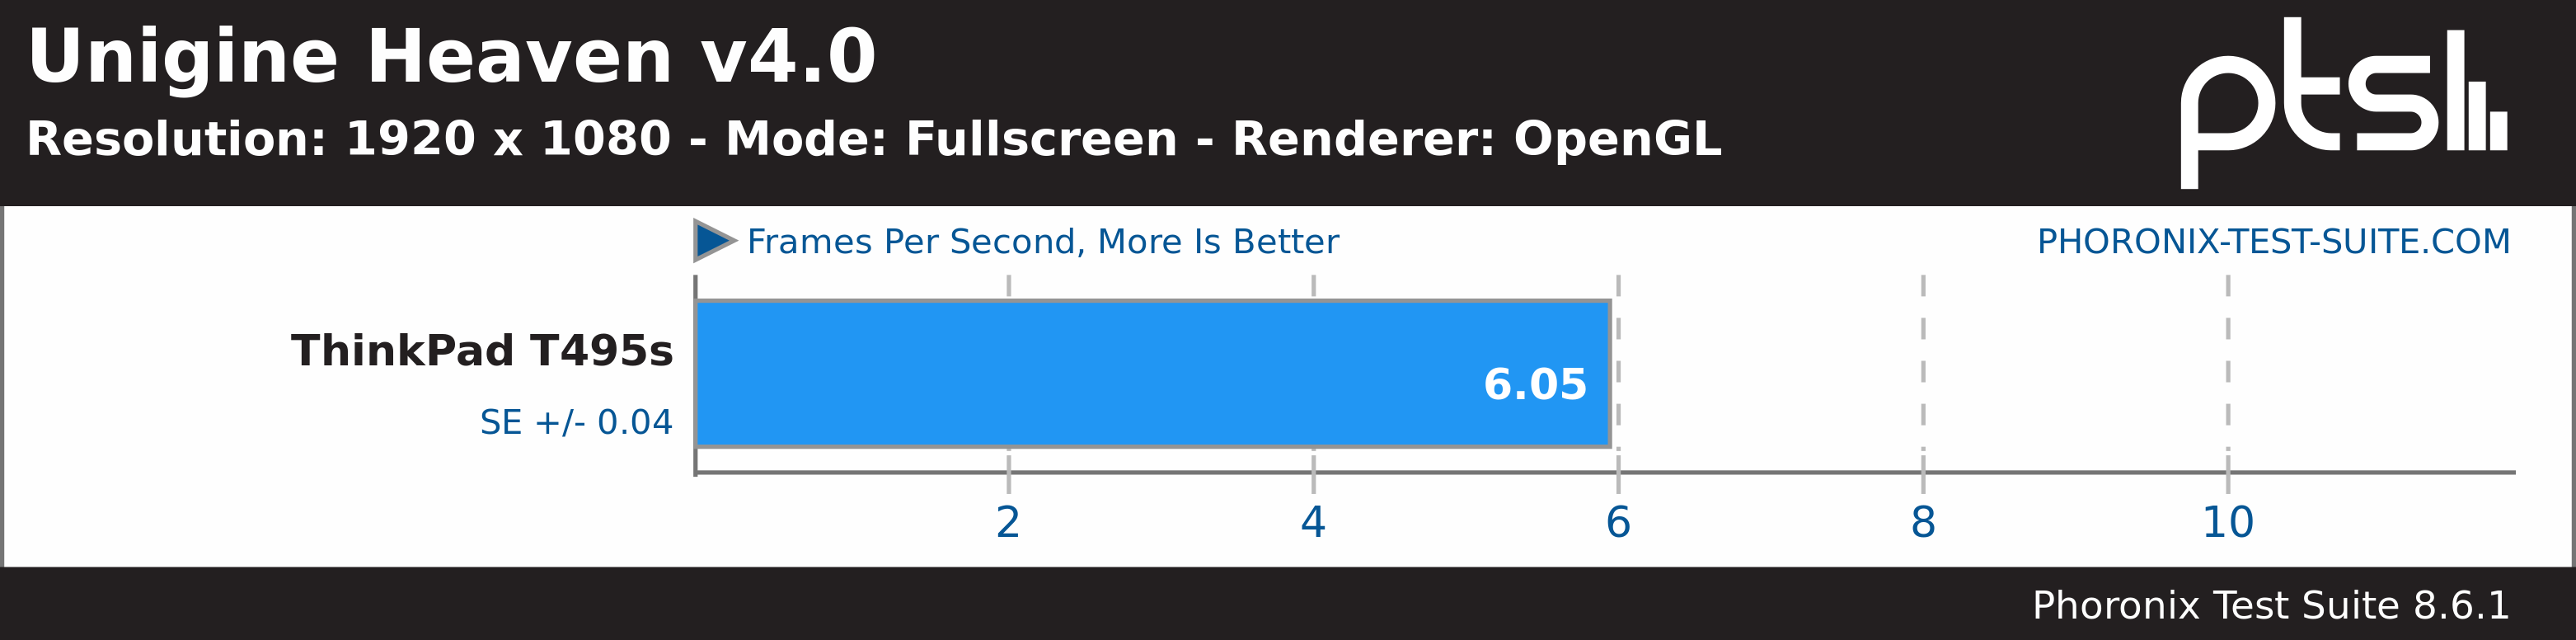 Unigine Heaven v4.0
Resolution: 1920 x 1080 - Mode: Fullscreen - Renderer: OpenGL
ptsl
Frames Per Second, More Is Better
PHORONIX-TEST-SUITE.COM
ThinkPad T495s
SE +/- 0.04
6.05
2 4 6 8 10
Phoronix Test Suite 8.6.1